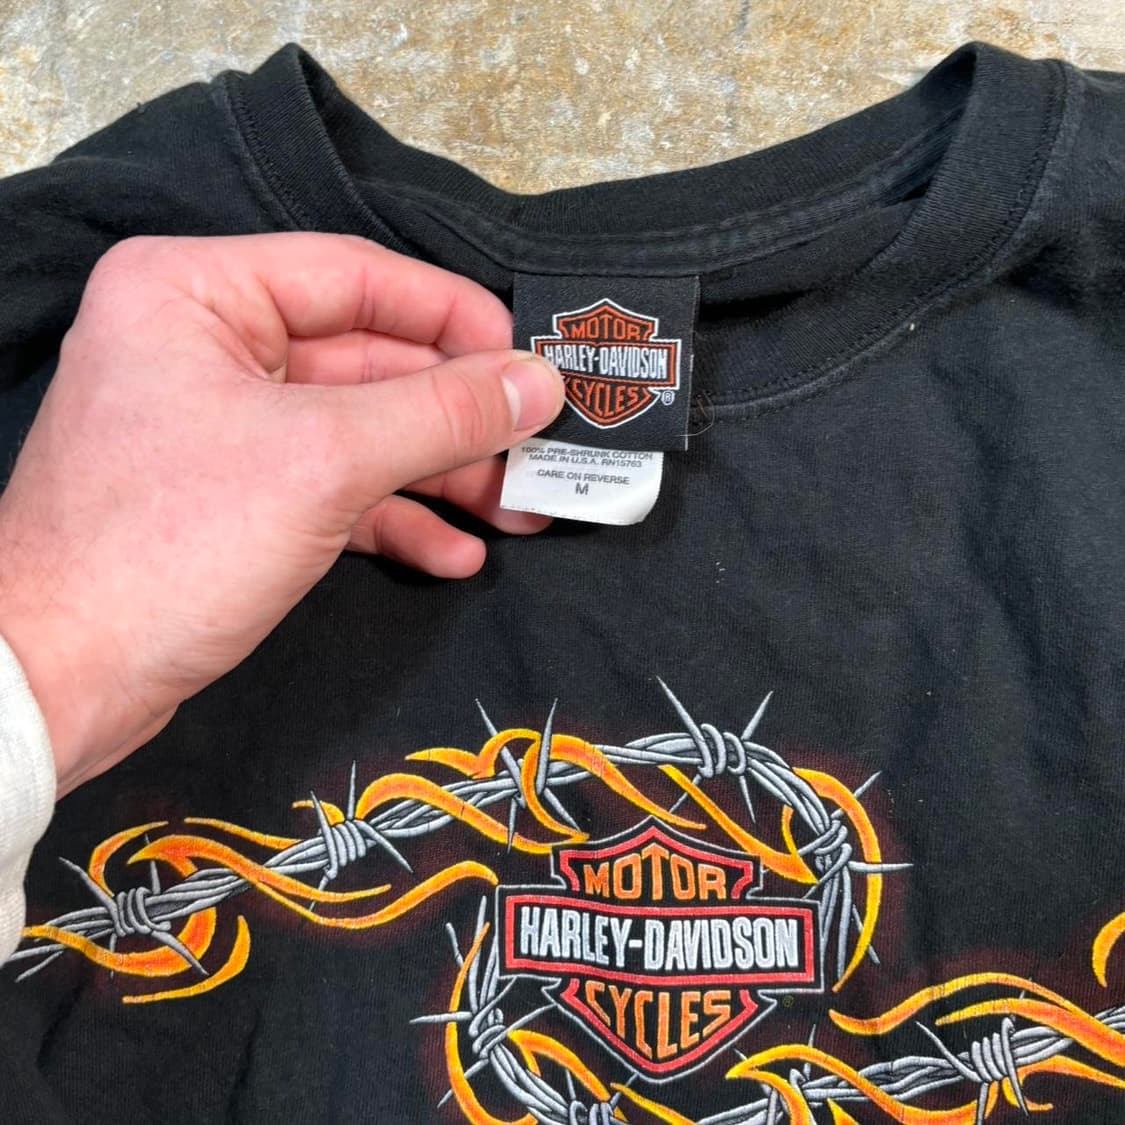 MOTOR
HARLEY-DAVIDSON
CYCLES
®
100% PRE-SHRUNK COTTON
MADE IN U.S.A. RN15763
CARE ON REVERSE
M
MOTOR
HARLEY-DAVIDSON
CYCLES
®